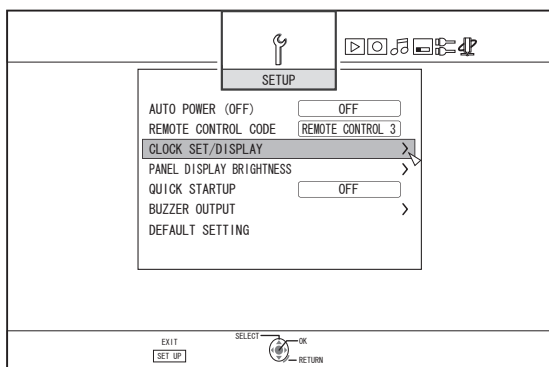 SETUP
AUTO POWER (OFF) OFF
REMOTE CONTROL CODE REMOTE CONTROL 3
CLOCK SET/DISPLAY
PANEL DISPLAY BRIGHTNESS
QUICK STARTUP OFF
BUZZER OUTPUT
DEFAULT SETTING
EXIT
SET UP
SELECT
OK
RETURN